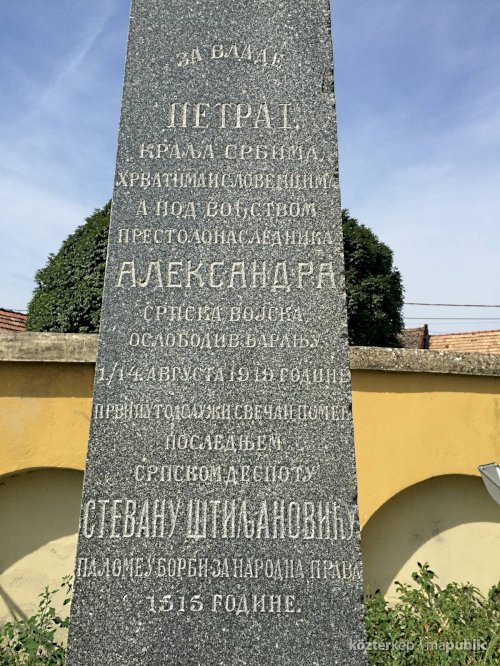 ЗА ВЛАДЕ
ПЕТРА I.
КРАЉА СРБИМА,
ХРВАТИМА И СЛОВЕНЦИМА
А ПОД ВОЂСТВОМ
ПРЕСТОЛОНАСЛЕДНИКА
АЛЕКСАНДРА
СРПСКА ВОЈСКА,
ОСЛОБОДИВ БАРАЊУ
1/14. АВГУСТА 1919 ГОДИНЕ
ПРВИ ПУТ ОДСЛУЖИ СВЕЧАН ПОМЕН
ПОСЛЕДЊЕМ
СРПСКОМ ДЕСПОТУ
СТЕВАНУ ШТИЉАНОВИЋУ
ПАЛОМЕ У БОРБИ ЗА НАРОДНА ПРАВА
1515 ГОДИНЕ.
közterkep / mapublic